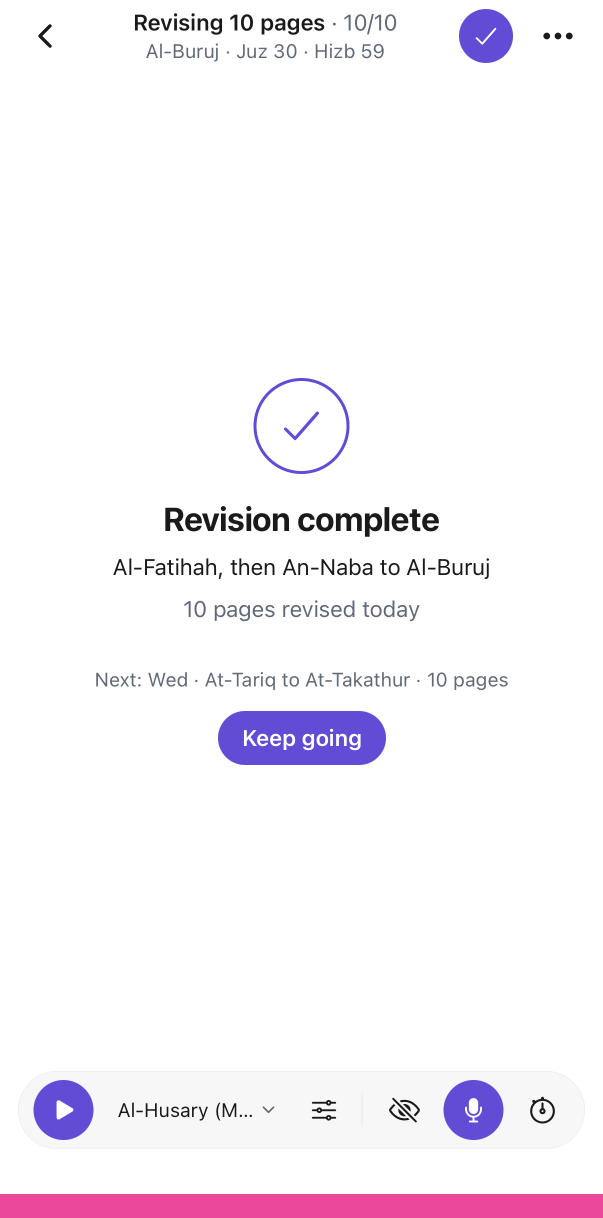 Revising 10 pages · 10/10
Al-Buruj · Juz 30 · Hizb 59
Revision complete
Al-Fatihah, then An-Naba to Al-Buruj
10 pages revised today
Next: Wed · At-Tariq to At-Takathur · 10 pages
Keep going
Al-Husary (M...